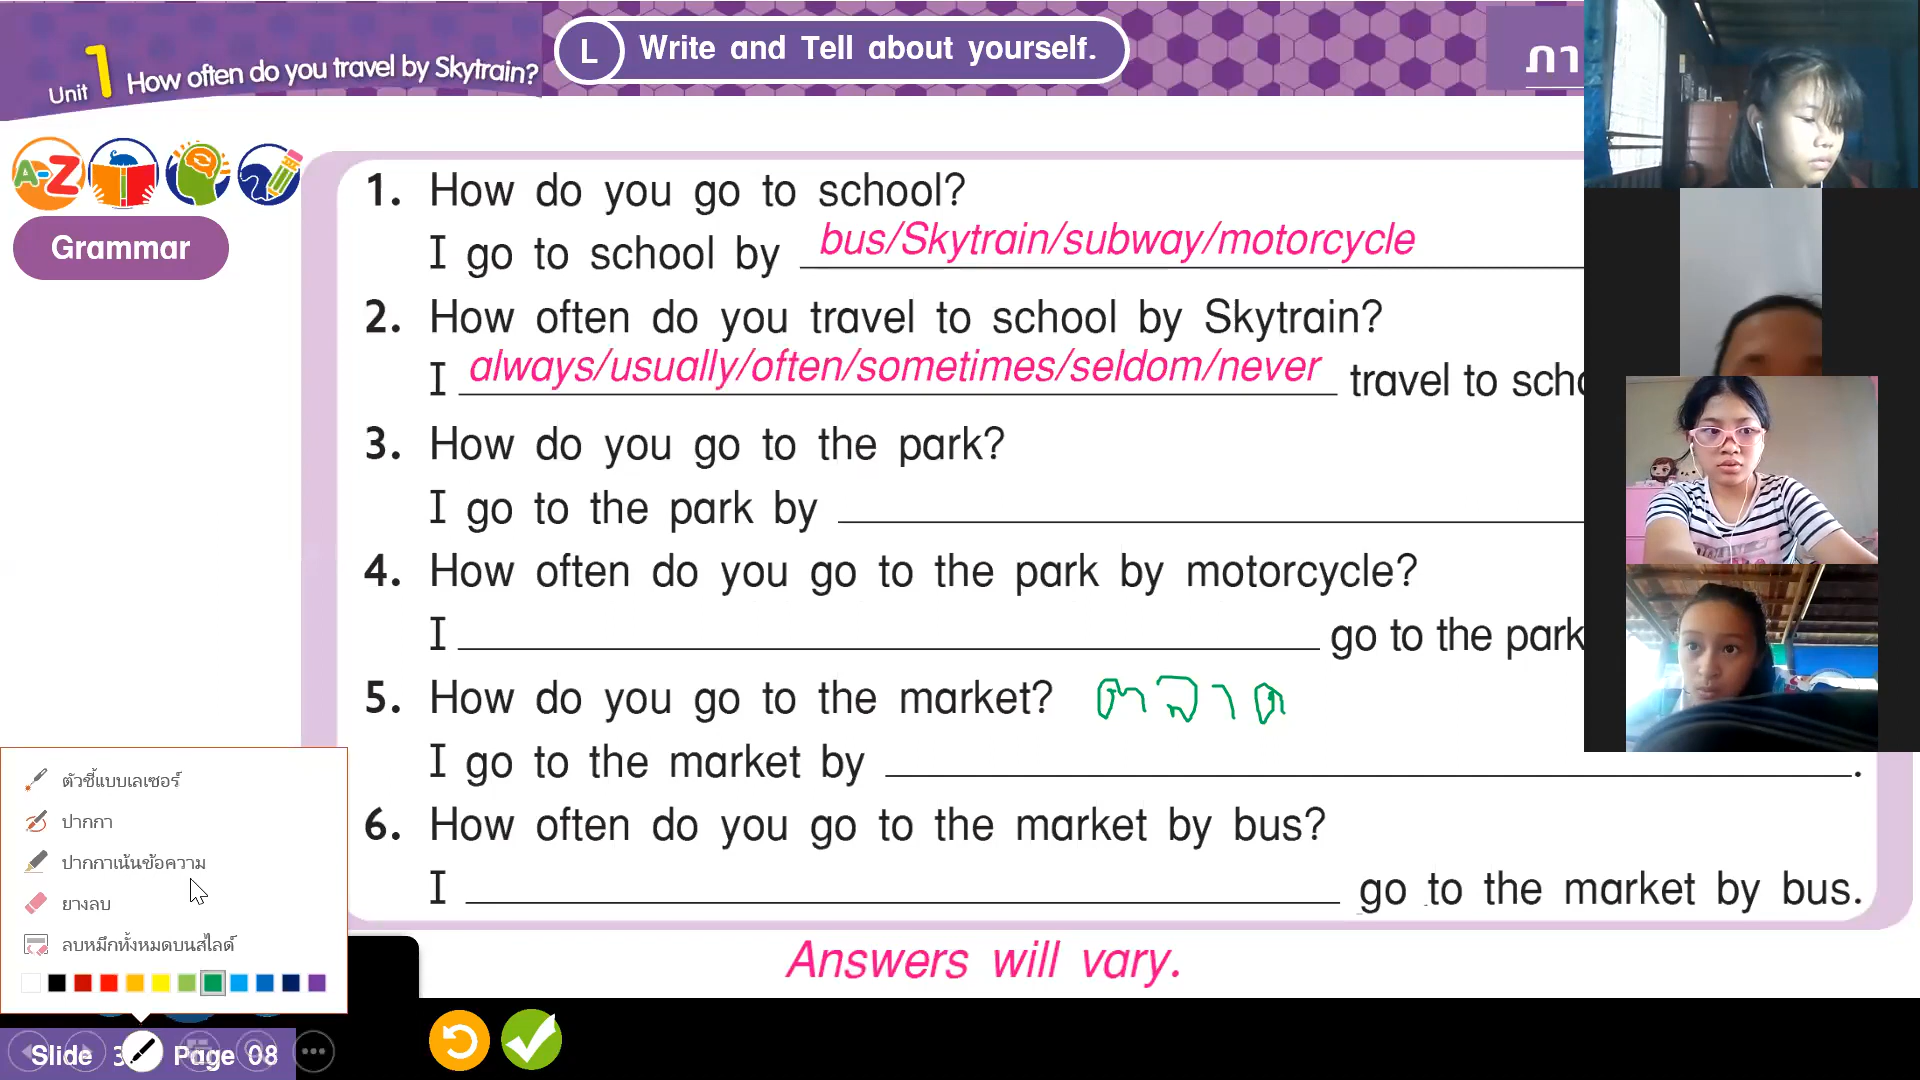 Unit 1 How often do you travel by Skytrain?
L Write and Tell about yourself.
ภา
A-Z
Grammar
1. How do you go to school?
I go to school by bus/Skytrain/subway/motorcycle
2. How often do you travel to school by Skytrain?
I always/usually/often/sometimes/seldom/never travel to scho
3. How do you go to the park?
I go to the park by
4. How often do you go to the park by motorcycle?
I go to the park
5. How do you go to the market? ตลาด
I go to the market by .
6. How often do you go to the market by bus?
I go to the market by bus.
Answers will vary.
ตัวชี้แบบเลเซอร์
ปากกา
ปากกาเน้นข้อความ
ยางลบ
ลบหมึกทั้งหมดบนสไลด์
Slide 3 Page 08